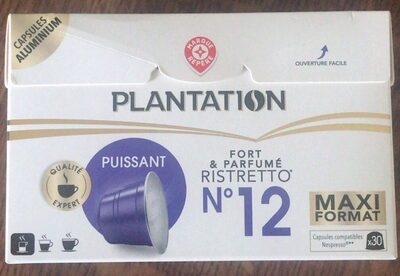 CAPSULES
ALUMINIUM
MARQUE
REPÈRE
OUVERTURE FACILE
PLANTATION
QUALITÉ
EXPERT
PUISSANT
FORT
& PARFUMÉ
RISTRETTO*
N°12
MAXI
FORMAT
Capsules compatibles
Nespresso®**
x30